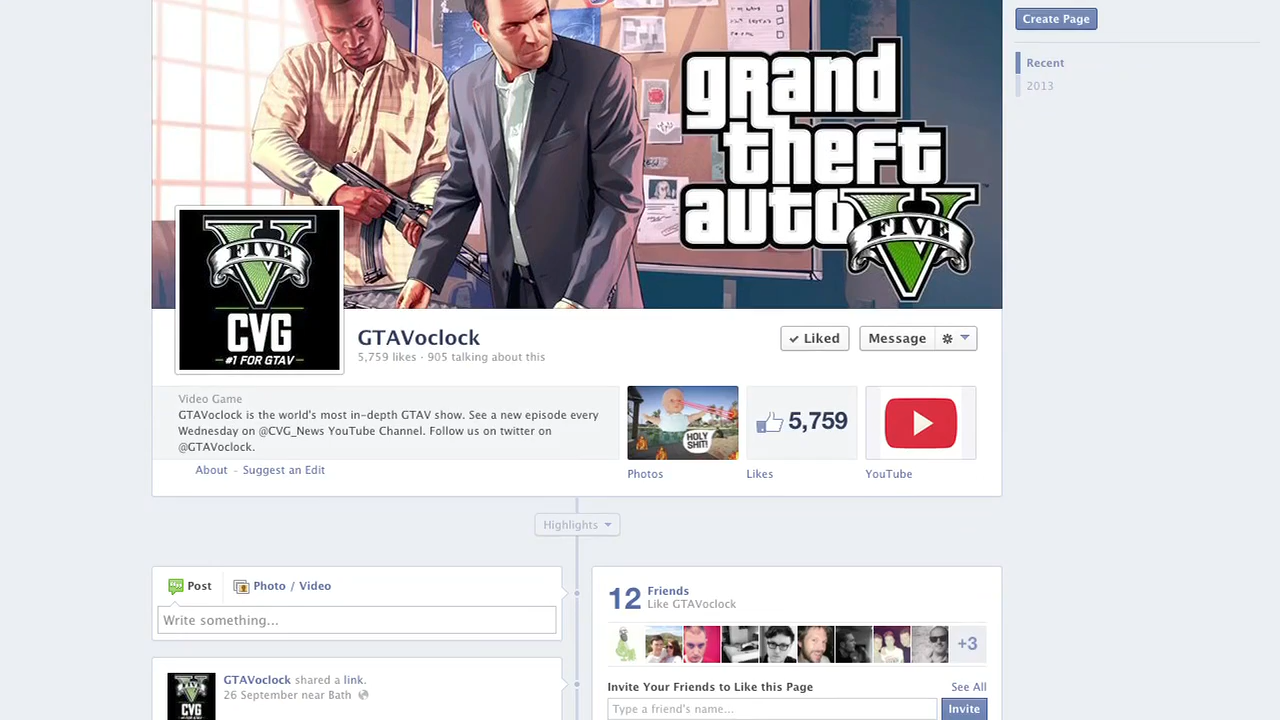 Create Page
Recent
2013
grand
theft
auto
FIVE
FIVE
CVG
#1 FOR GTAV
GTAVoclock
5,759 likes · 905 talking about this
✓ Liked
Message
Video Game
GTAVoclock is the world's most in-depth GTAV show. See a new episode every
Wednesday on @CVG_News YouTube Channel. Follow us on twitter on
@GTAVoclock.
About - Suggest an Edit
HOLY
SHIT!
5,759
Photos
Likes
YouTube
Highlights
Post
Photo / Video
Write something...
12 Friends
Like GTAVoclock
+3
GTAVoclock shared a link.
26 September near Bath
FIVE
CVG
Invite Your Friends to Like this Page
See All
Type a friend's name...
Invite